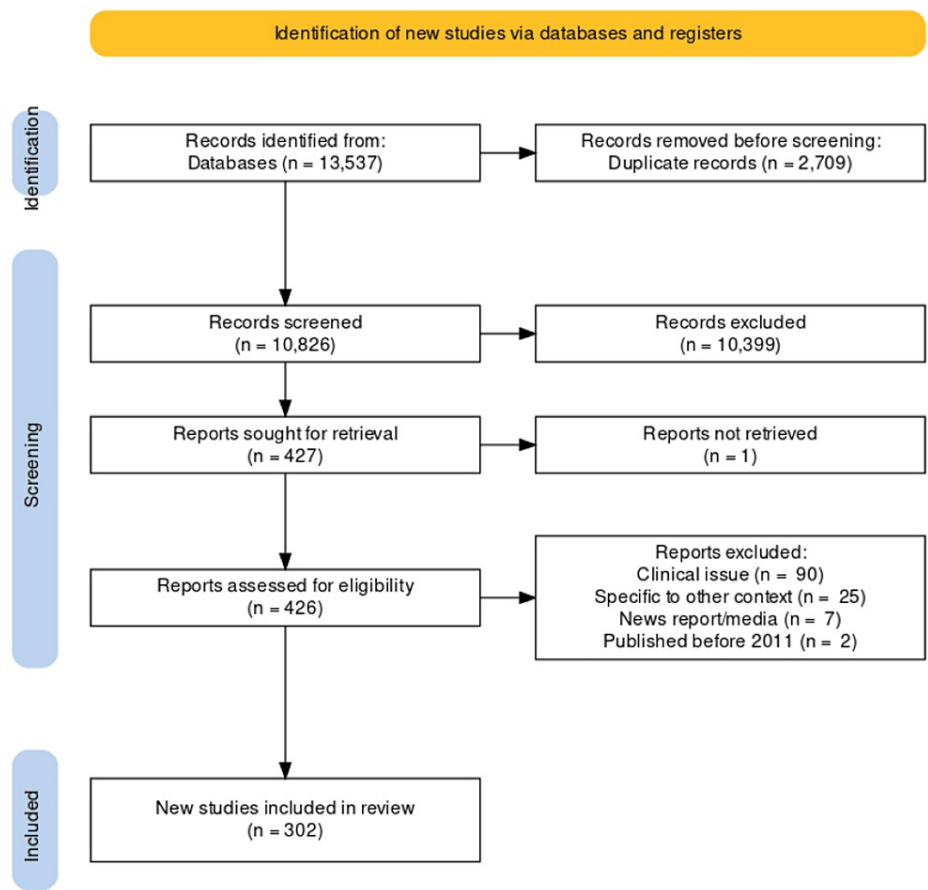 Identification of new studies via databases and registers
Identification
Records identified from:
Databases (n = 13,537)
Records removed before screening:
Duplicate records (n = 2,709)
Screening
Records screened
(n = 10,826)
Records excluded
(n = 10,399)
Reports sought for retrieval
(n = 427)
Reports not retrieved
(n = 1)
Reports assessed for eligibility
(n = 426)
Reports excluded:
Clinical issue (n = 90)
Specific to other context (n = 25)
News report/media (n = 7)
Published before 2011 (n = 2)
Included
New studies included in review
(n = 302)